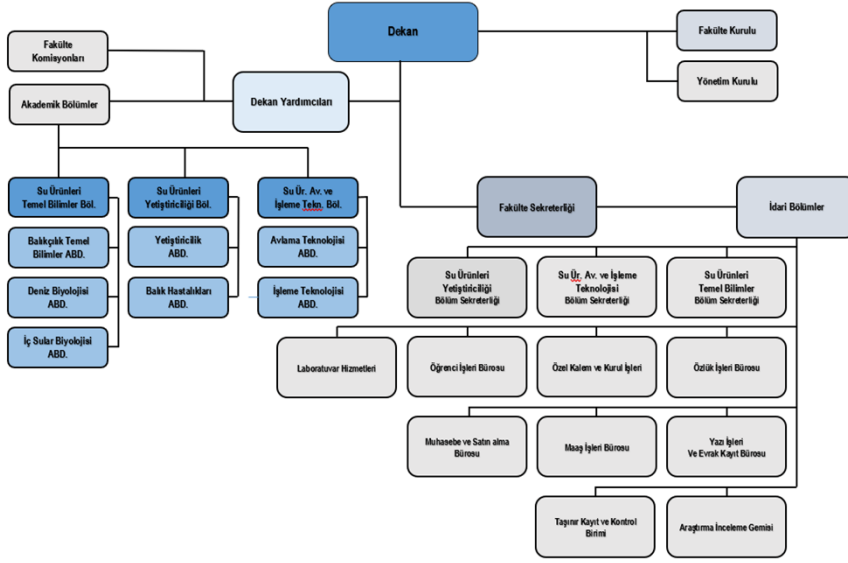 Dekan
Fakülte Kurulu
Yönetim Kurulu
Fakülte
Komisyonları
Akademik Bölümler
Dekan Yardımcıları
Su Ürünleri
Temel Bilimler Böl.
Su Ürünleri
Yetiştiriciliği Böl.
Su Ür. Av. ve
İşleme Tekn. Böl.
Balıkçılık Temel
Bilimler ABD.
Yetiştiricilik
ABD.
Avlama Teknolojisi
ABD.
Deniz Biyolojisi
ABD.
Balık Hastalıkları
ABD.
İşleme Teknolojisi
ABD.
İç Sular Biyolojisi
ABD.
Fakülte Sekreterliği
İdari Bölümler
Su Ürünleri
Yetiştiriciliği
Bölüm Sekreterliği
Su Ür. Av. ve İşleme
Teknolojisi
Bölüm Sekreterliği
Su Ürünleri
Temel Bilimler
Bölüm Sekreterliği
Laboratuvar Hizmetleri
Öğrenci İşleri Bürosu
Özel Kalem ve Kurul İşleri
Özlük İşleri Bürosu
Muhasebe ve Satın alma
Bürosu
Maaş İşleri Bürosu
Yazı İşleri
Ve Evrak Kayıt Bürosu
Taşınır Kayıt ve Kontrol
Birimi
Araştırma İnceleme Gemisi